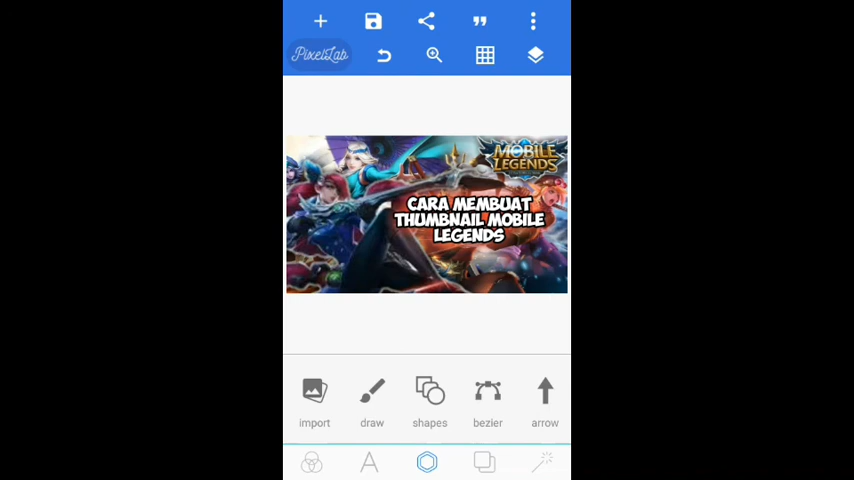 PixelLab
MOBILE
LEGENDS
CARA MEMBUAT
THUMBNAIL MOBILE
LEGENDS
import draw shapes bezier arrow